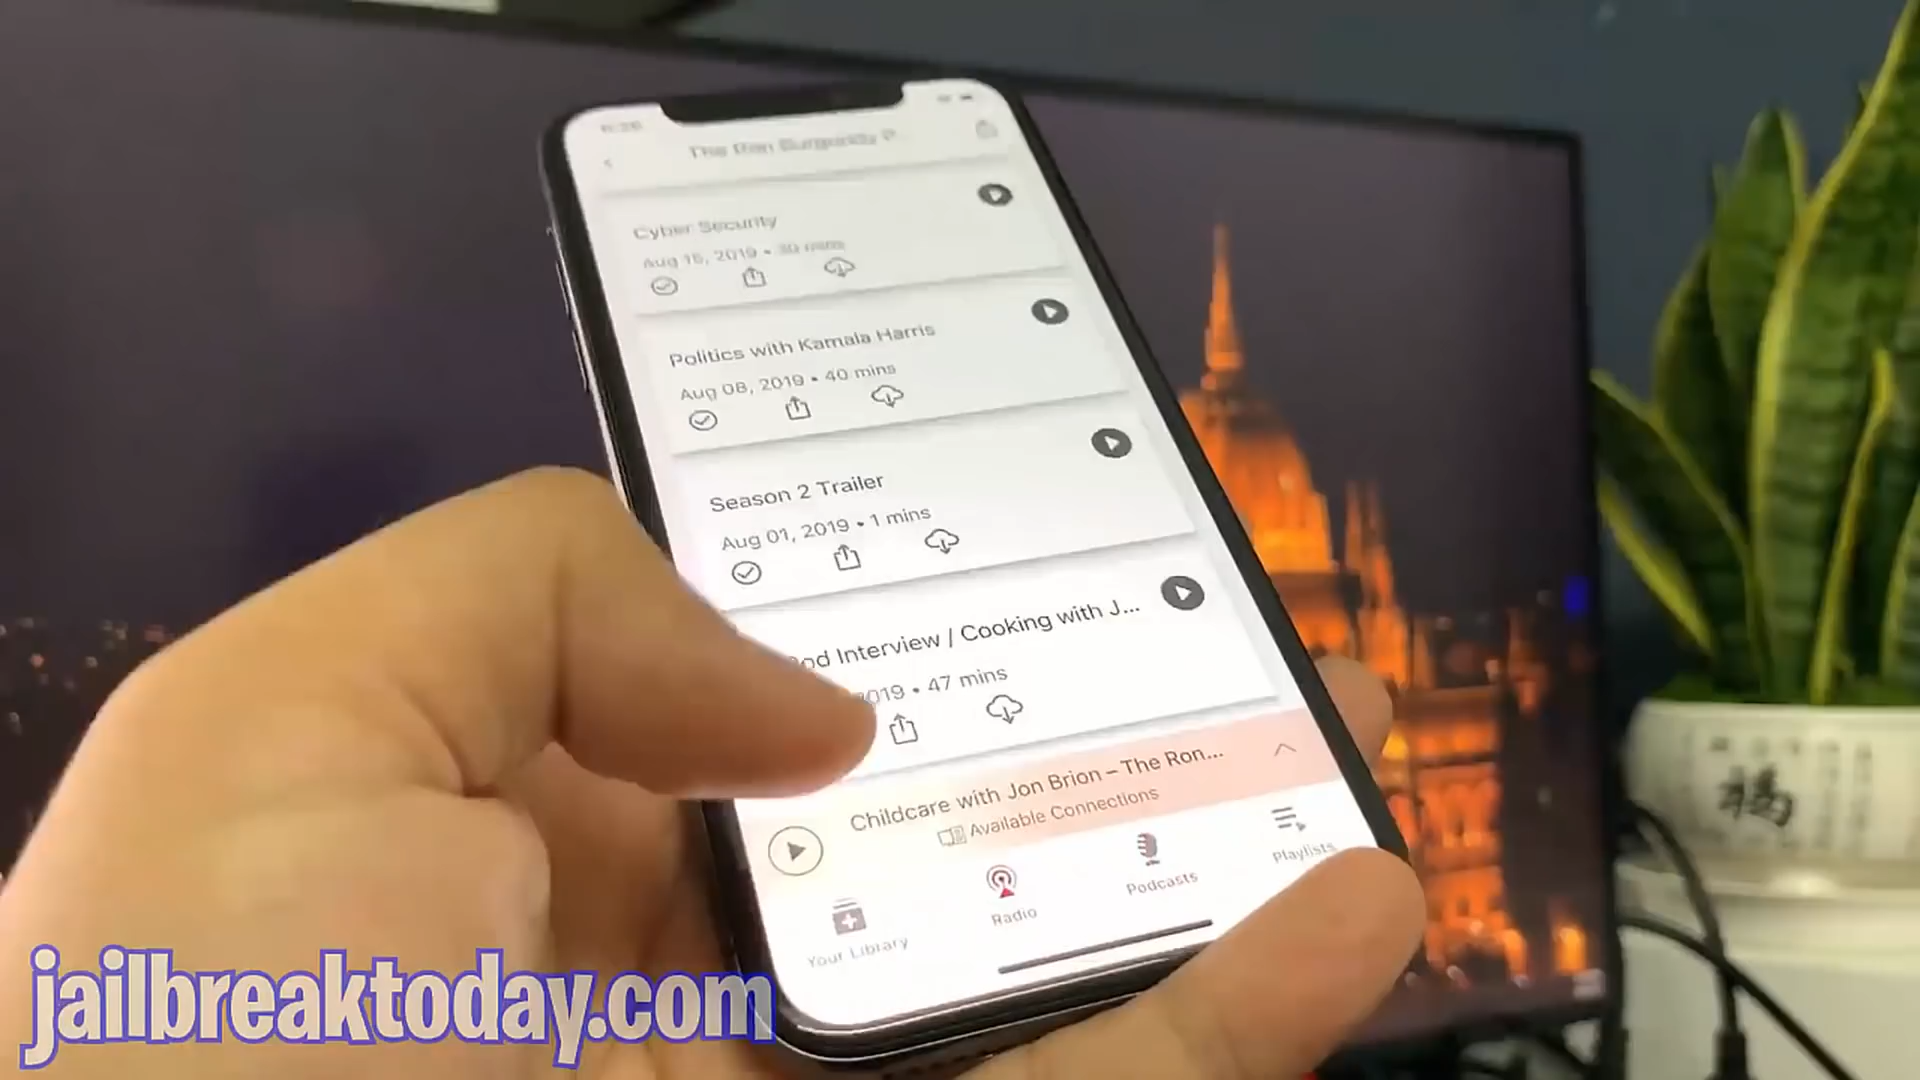 The Ron Burgundy P...
Cyber Security
Aug 15, 2019 • 30 mins
Politics with Kamala Harris
Aug 08, 2019 • 40 mins
Season 2 Trailer
Aug 01, 2019 • 1 mins
Interview / Cooking with J...
2019 • 47 mins
Childcare with Jon Brion – The Ron...
Available Connections
Your Library
Radio
Podcasts
Playlists
jailbreaktoday.com